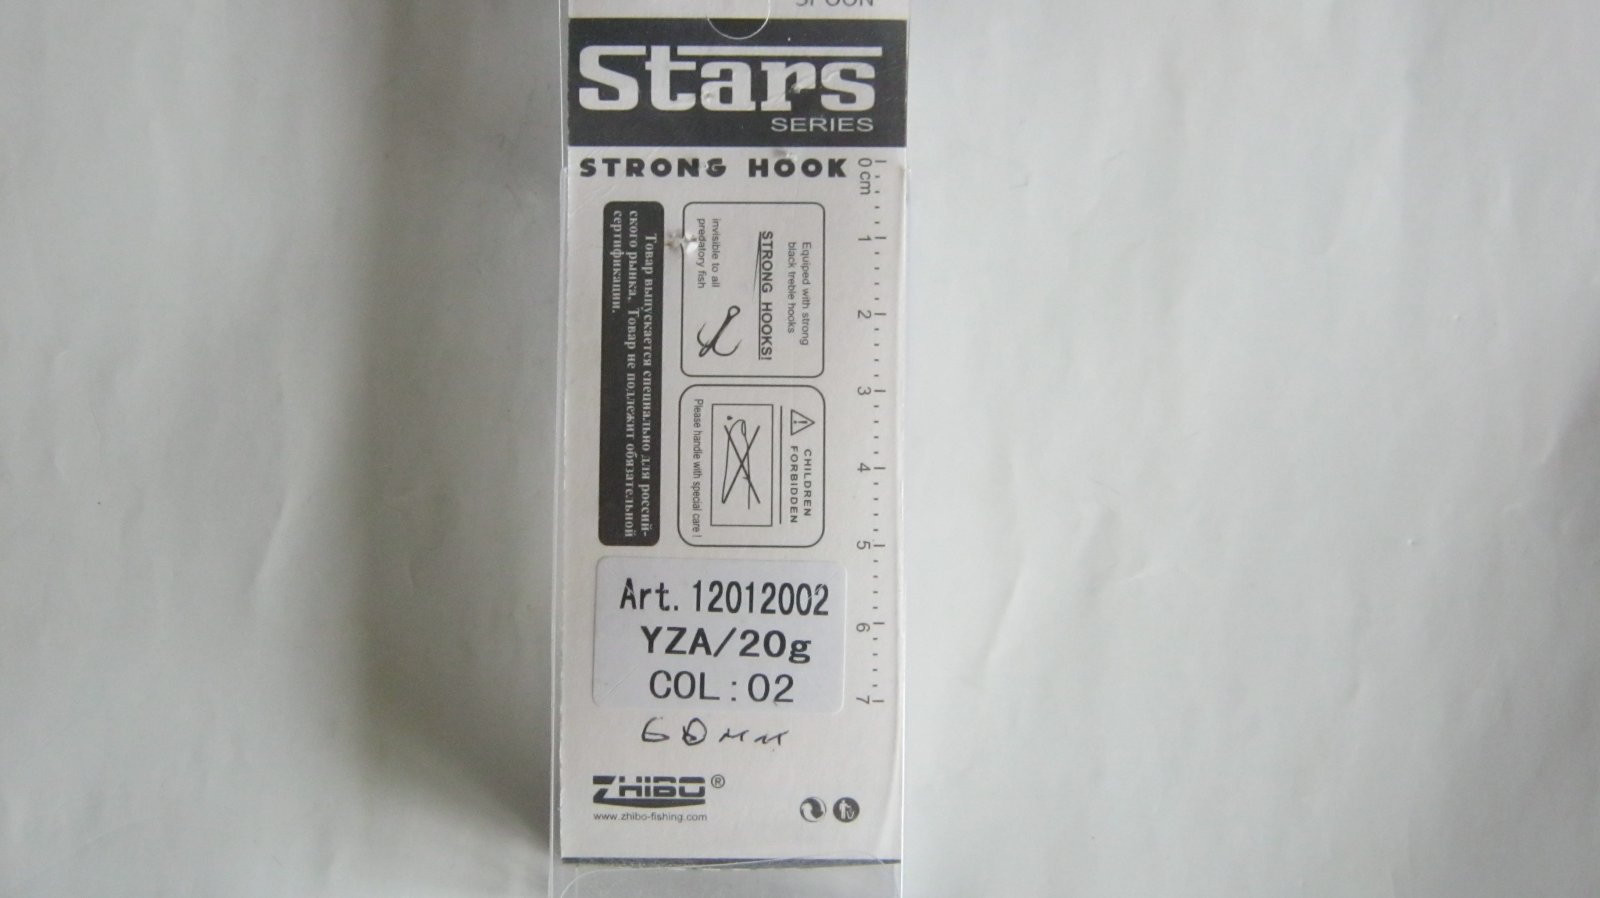 SPOON
Stars
SERIES
STRONG HOOK
Equiped with strong
black treble hooks
STRONG HOOKS!
invisible to all
predatory fish
CHILDREN
FORBIDDEN
Please handle with special care !
Товар выпускается специально для россий-
ского рынка. Товар не подлежит обязательной
сертификации.
0 cm
1
2
3
4
5
6
7
Art. 12012002
YZA/20g
COL:02
60мм
ZHIBO®
www.zhibo-fishing.com